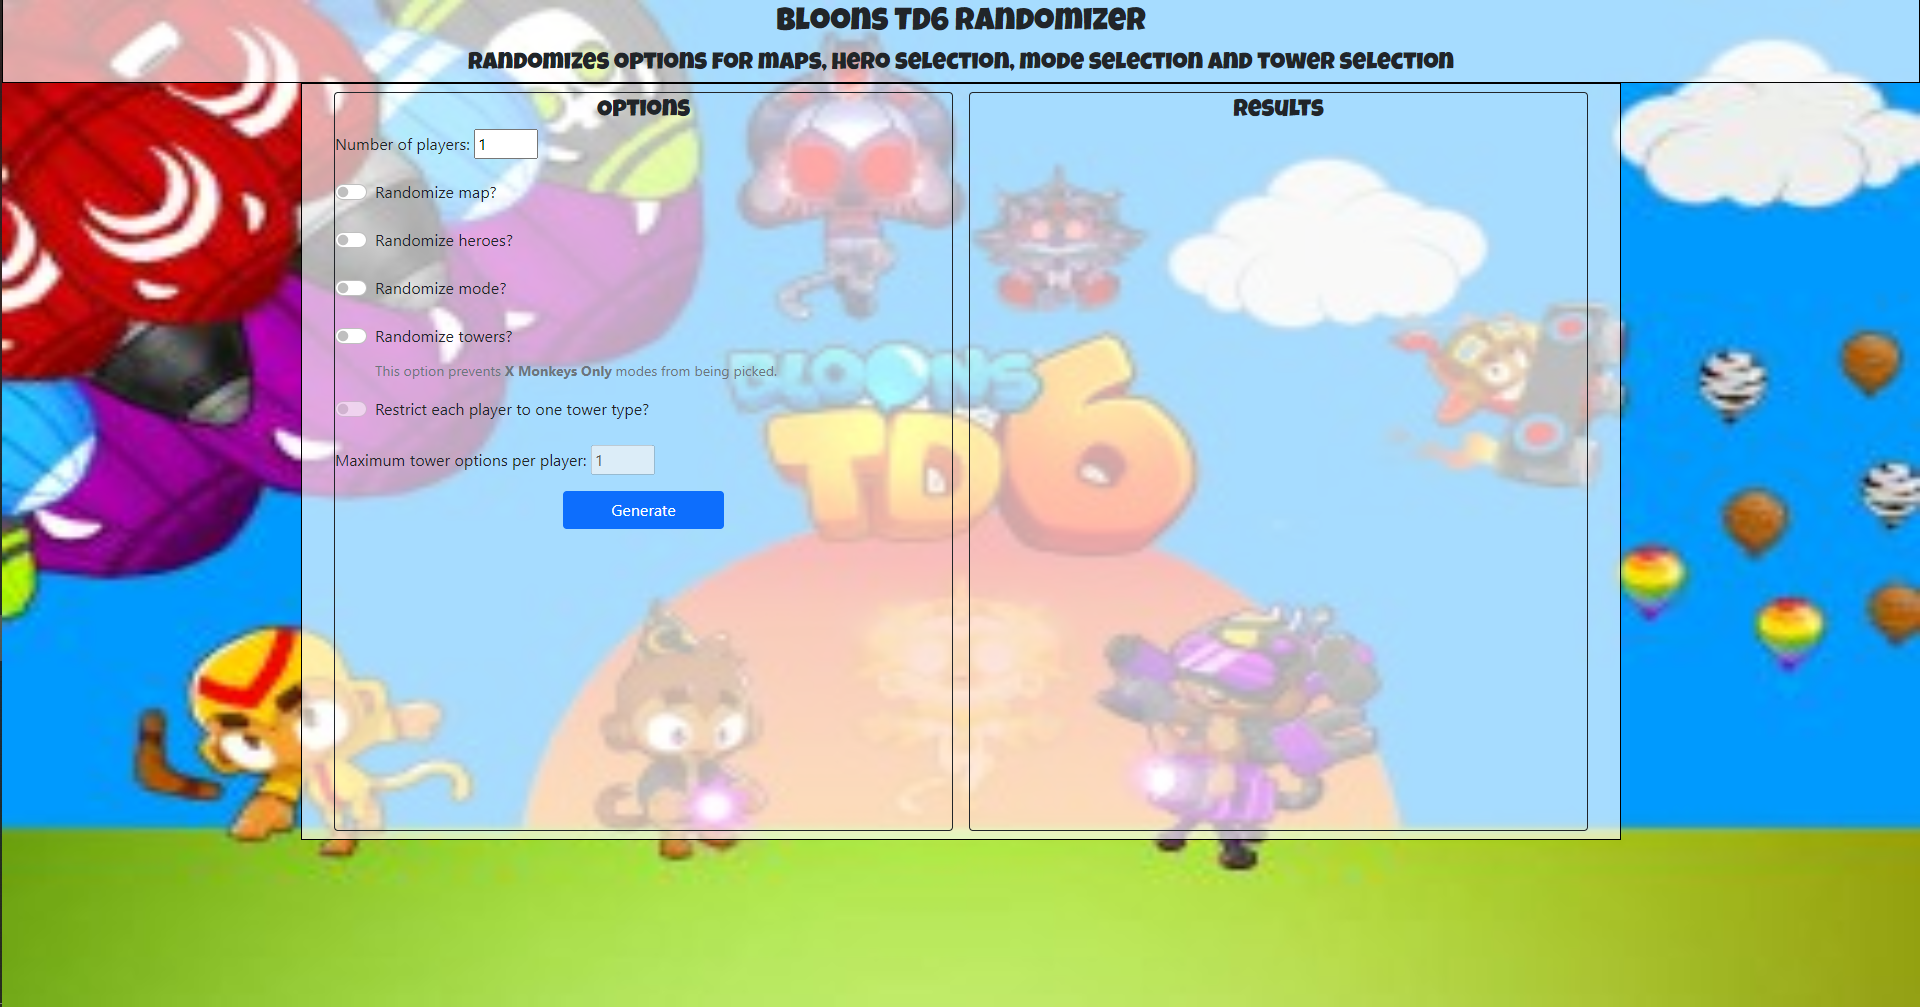 Bloons TD6 Randomizer
Randomizes options for maps, hero selection, mode selection and tower selection
Options
Number of players: 1
Randomize map?
Randomize heroes?
Randomize mode?
Randomize towers?
This option prevents X Monkeys Only modes from being picked.
Restrict each player to one tower type?
Maximum tower options per player: 1
Generate
Results
BLOONS
TD6